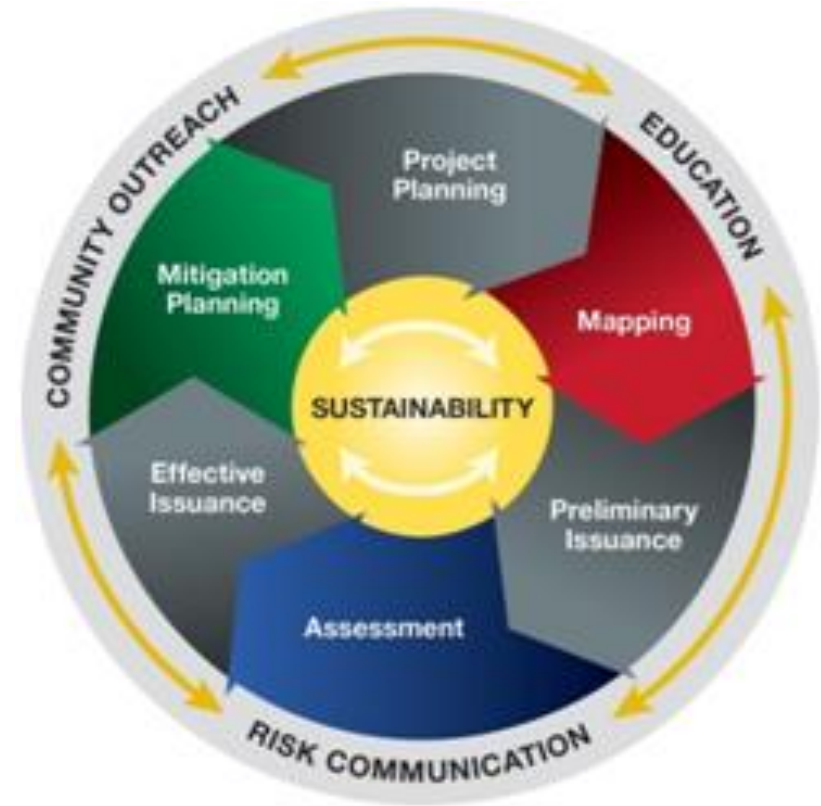 COMMUNITY OUTREACH
EDUCATION
Project
Planning
Mitigation
Planning
Mapping
SUSTAINABILITY
Effective
Issuance
Preliminary
Issuance
Assessment
RISK COMMUNICATION